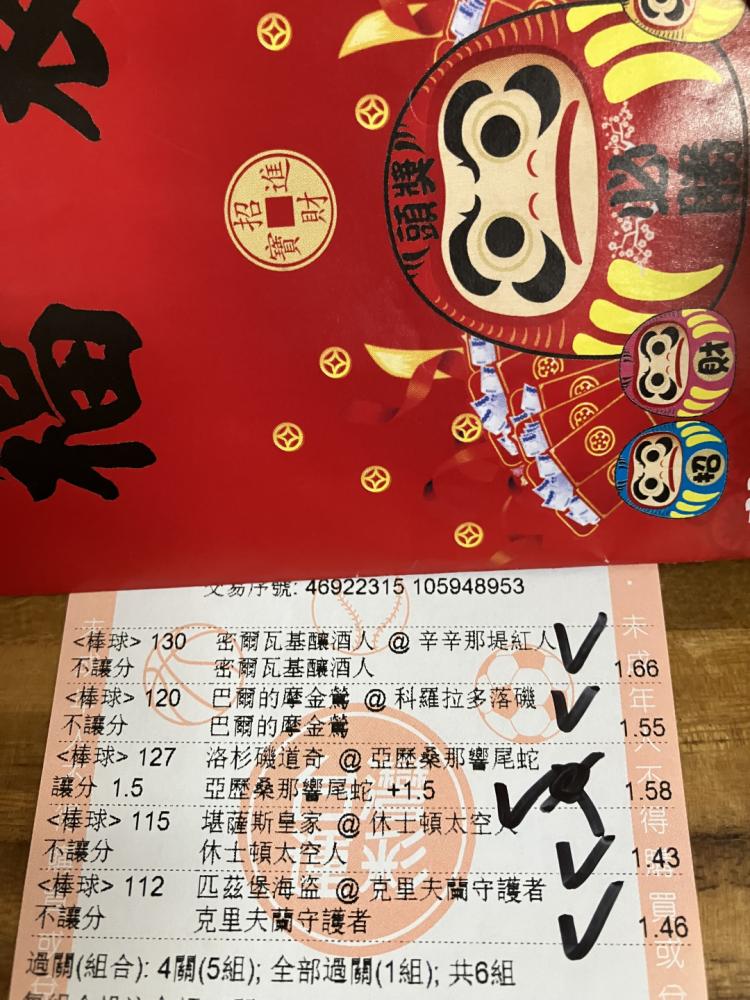 招財進寶
頭獎
必勝
財
招
福
交易序號: 46922315 105948953
<棒球> 130 密爾瓦基釀酒人 @ 辛辛那堤紅人
不讓分 密爾瓦基釀酒人 1.66
<棒球> 120 巴爾的摩金鶯 @ 科羅拉多落磯
不讓分 巴爾的摩金鶯 1.55
<棒球> 127 洛杉磯道奇 @ 亞歷桑那響尾蛇
讓分 1.5 亞歷桑那響尾蛇 +1.5 1.58
<棒球> 115 堪薩斯皇家 @ 休士頓太空人
不讓分 休士頓太空人 1.43
<棒球> 112 匹茲堡海盜 @ 克里夫蘭守護者
不讓分 克里夫蘭守護者 1.46
過關(組合): 4關(5組); 全部過關(1組); 共6組
未成年人不得購買或